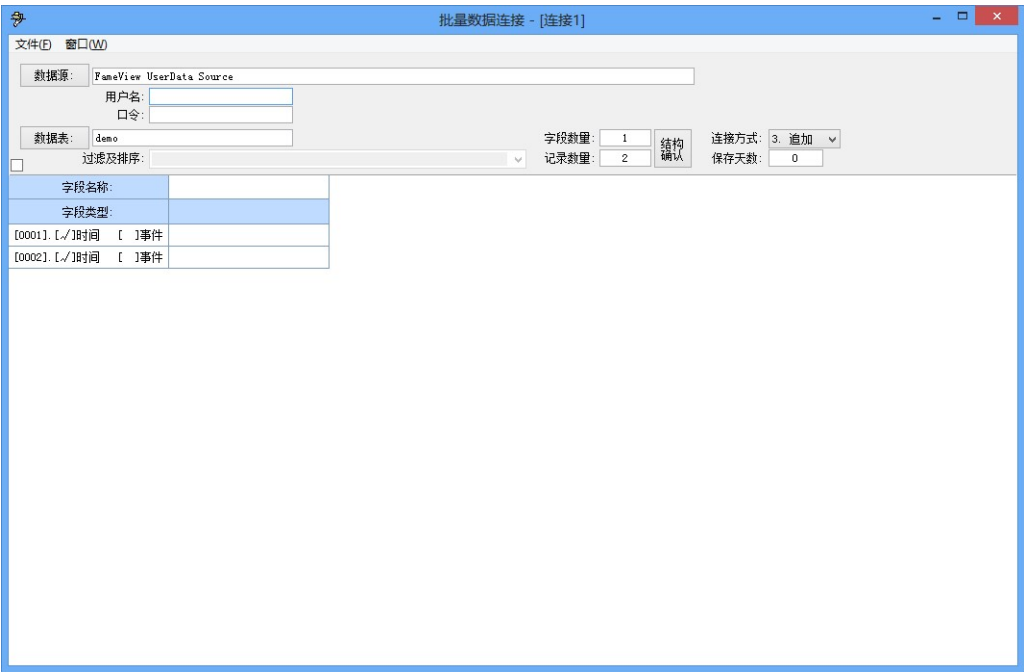 批量数据连接 - [连接1]
文件(F) 窗口(W)
数据源: FameView UserData Source
用户名:
口令:
数据表: demo 字段数量: 1 结构确认 连接方式: 3. 追加
过滤及排序: 记录数量: 2 保存天数: 0
字段名称:
字段类型:
[0001].[√]时间 [ ]事件
[0002].[√]时间 [ ]事件